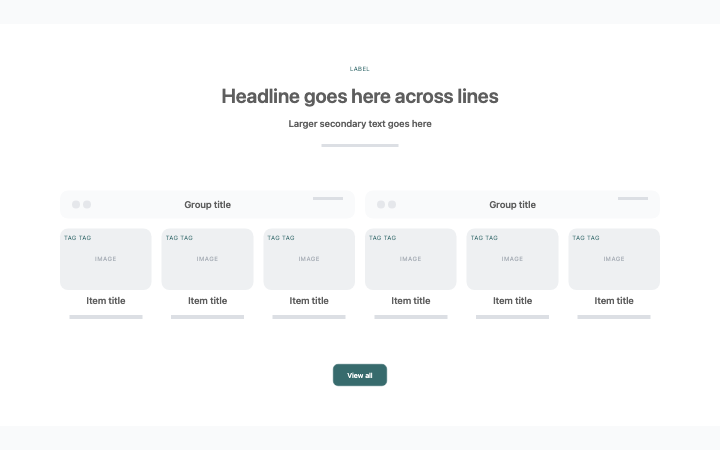 LABEL
Headline goes here across lines
Larger secondary text goes here
Group title
Group title
TAG TAG
IMAGE
Item title
TAG TAG
IMAGE
Item title
TAG TAG
IMAGE
Item title
TAG TAG
IMAGE
Item title
TAG TAG
IMAGE
Item title
TAG TAG
IMAGE
Item title
View all